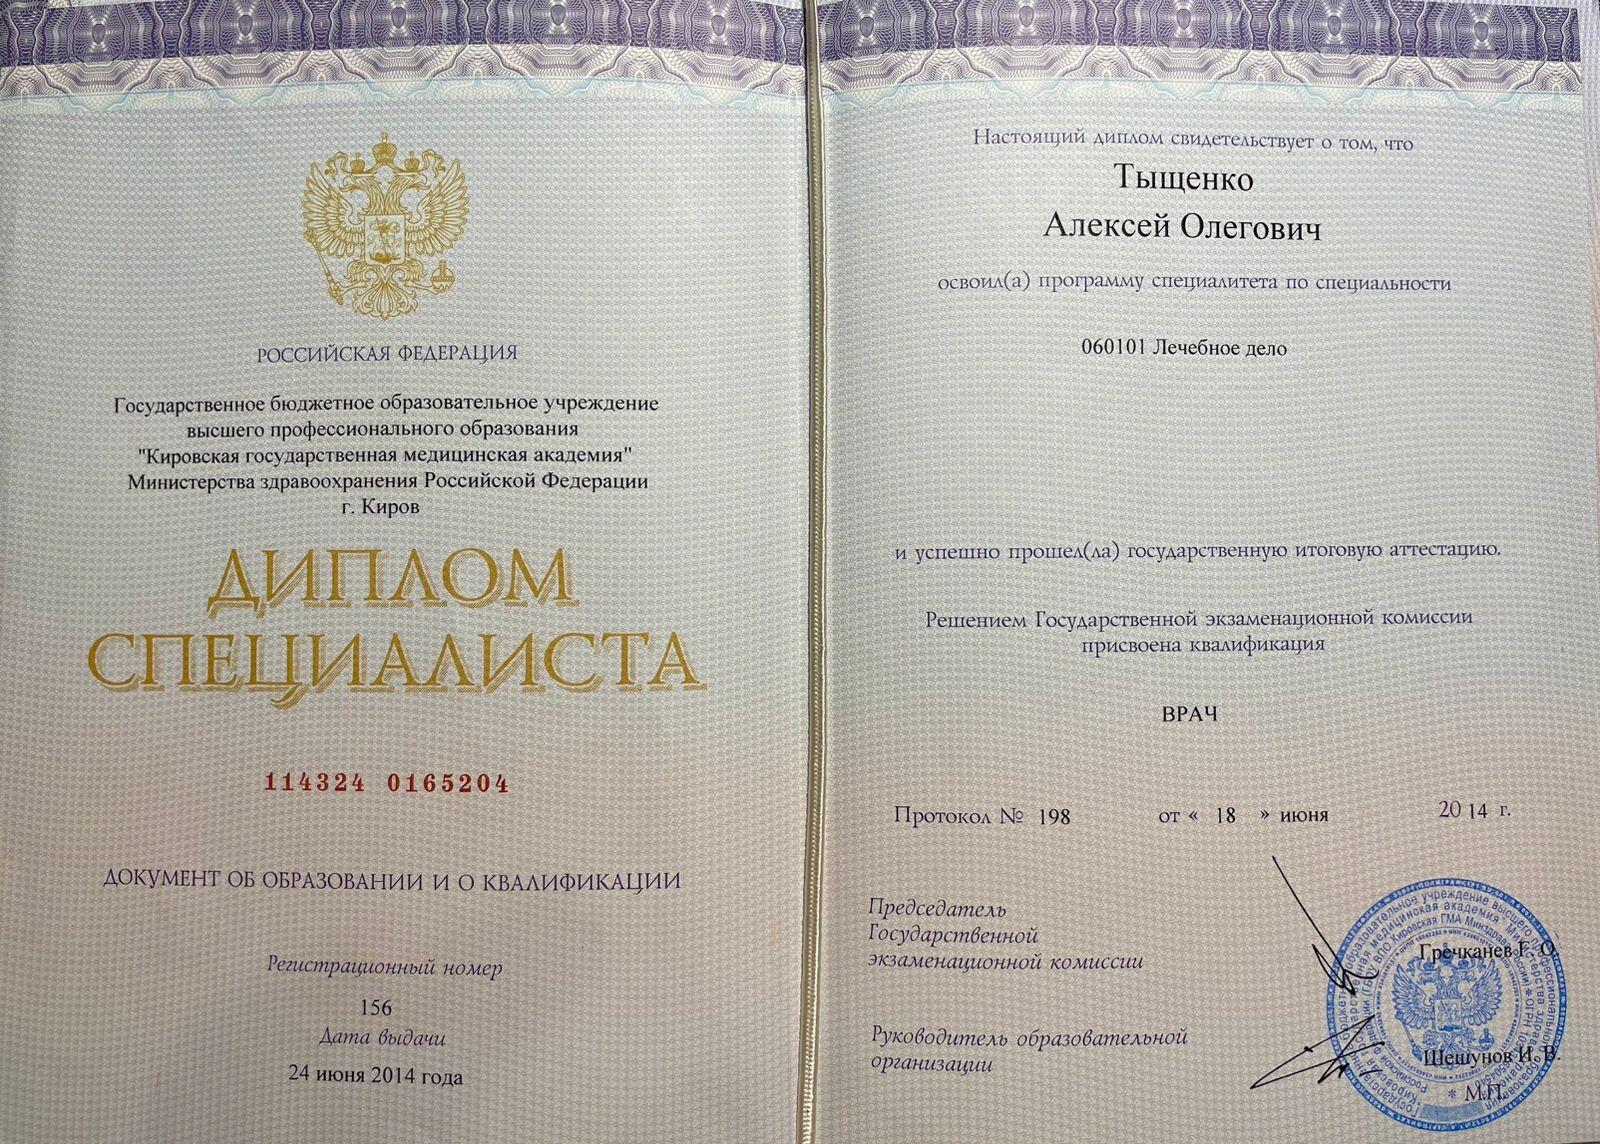 РОССИЙСКАЯ ФЕДЕРАЦИЯ
Государственное бюджетное образовательное учреждение
высшего профессионального образования
"Кировская государственная медицинская академия"
Министерства здравоохранения Российской Федерации
г. Киров
ДИПЛОМ
СПЕЦИАЛИСТА
114324 0165204
ДОКУМЕНТ ОБ ОБРАЗОВАНИИ И О КВАЛИФИКАЦИИ
Регистрационный номер
156
Дата выдачи
24 июня 2014 года
Настоящий диплом свидетельствует о том, что
Тыщенко
Алексей Олегович
освоил(а) программу специалитета по специальности
060101 Лечебное дело
и успешно прошел(ла) государственную итоговую аттестацию.
Решением Государственной экзаменационной комиссии
присвоена квалификация
ВРАЧ
Протокол № 198 от « 18 » июня 2014 г.
Председатель
Государственной
экзаменационной комиссии
Гречканев Г. О.
Руководитель образовательной
организации
Шешунов И. В.
М.П.